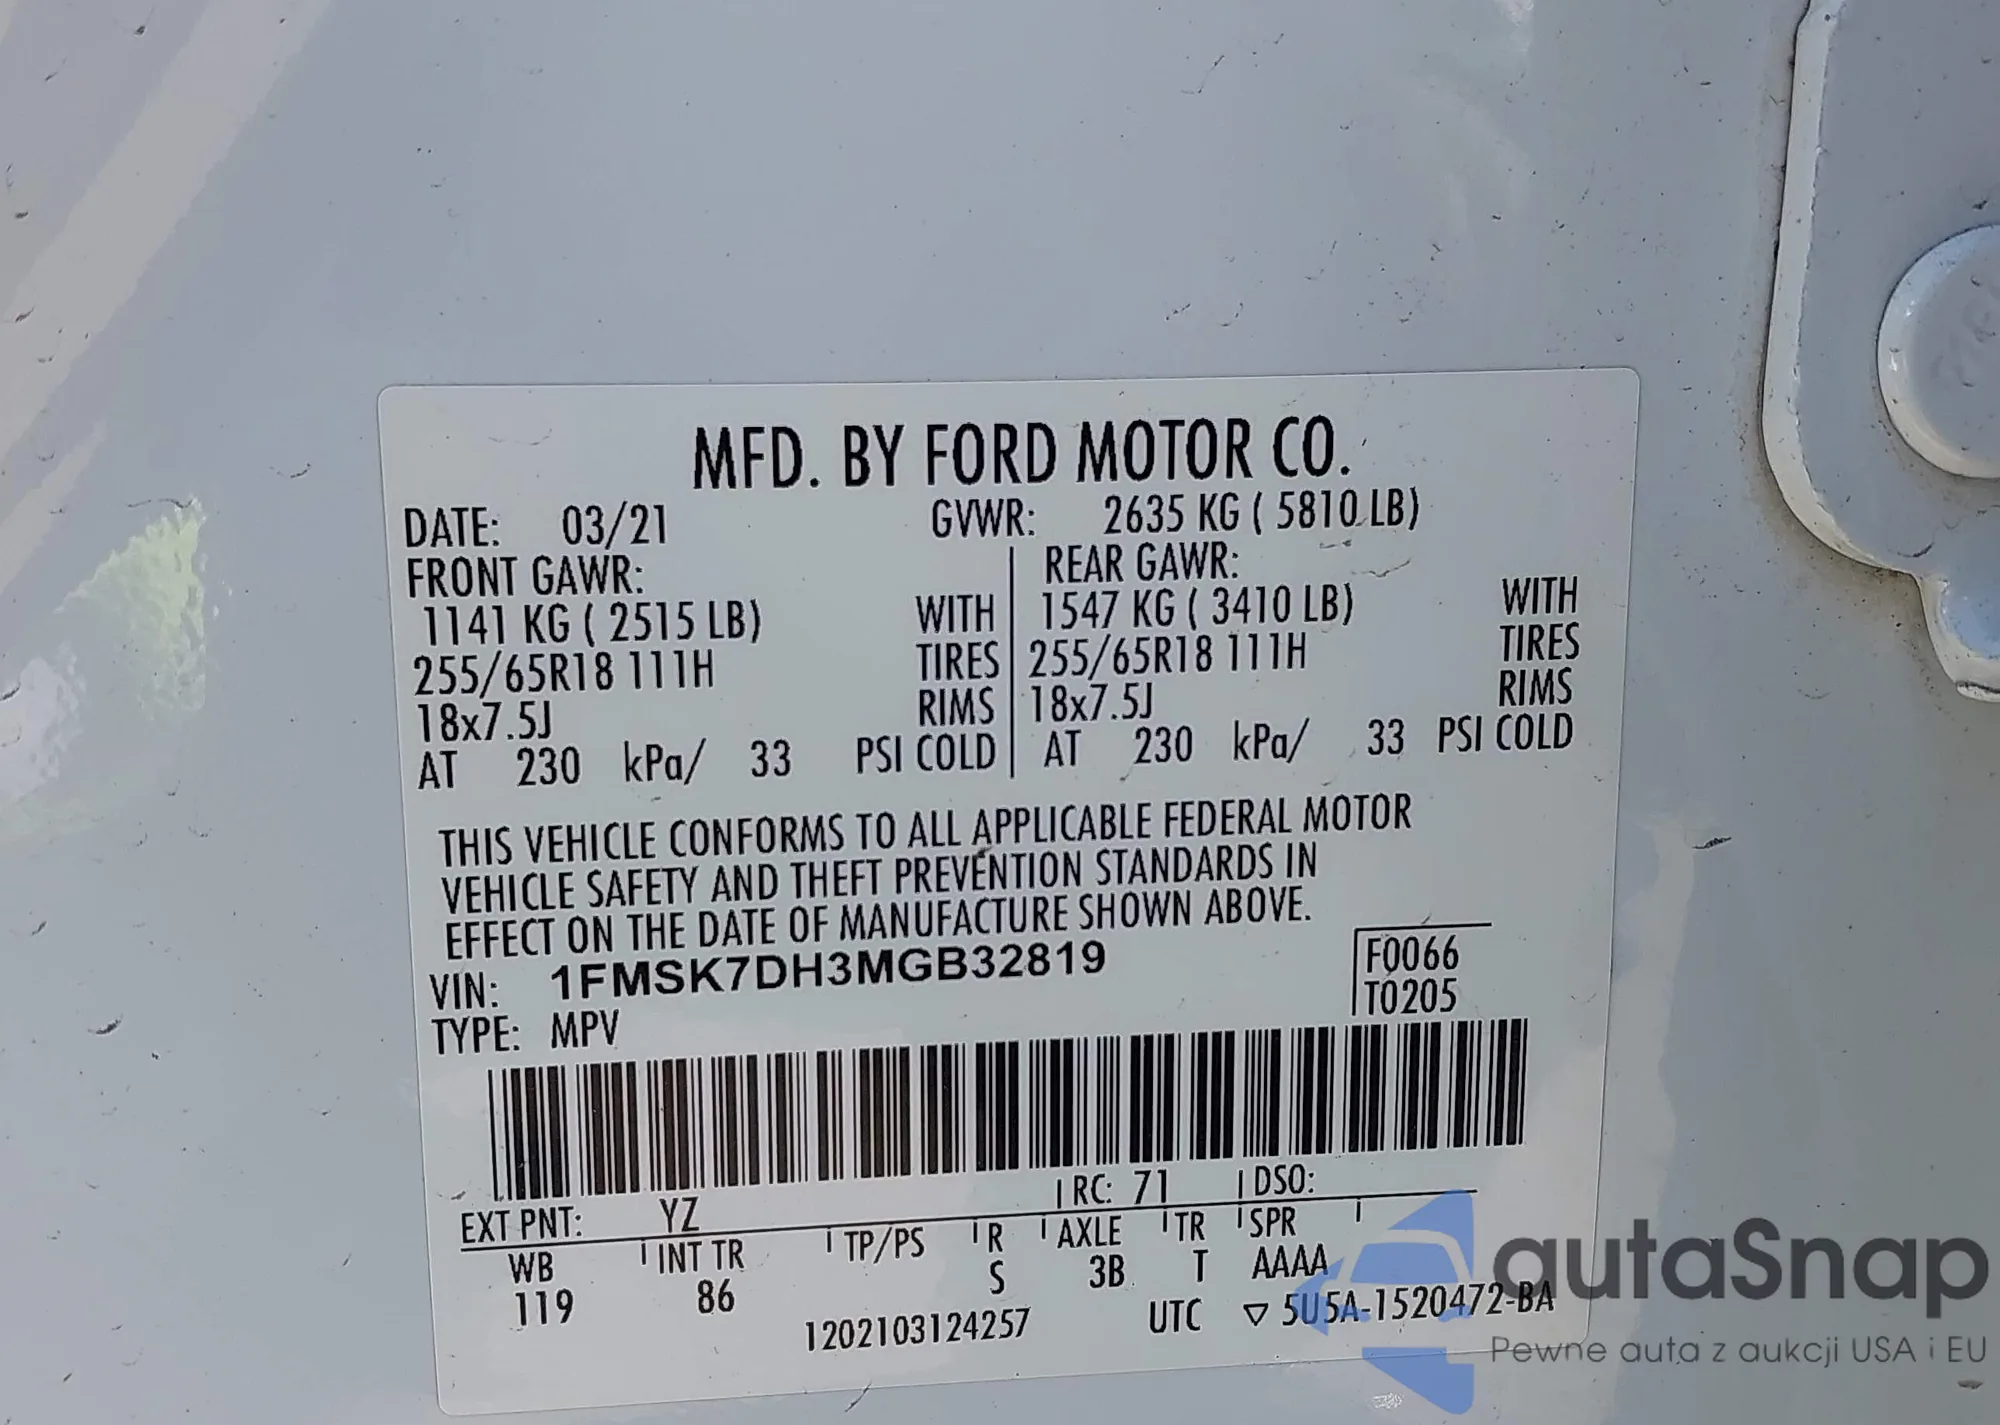 MFD. BY FORD MOTOR CO.
DATE: 03/21 GVWR: 2635 KG ( 5810 LB)
FRONT GAWR: REAR GAWR:
1141 KG ( 2515 LB) WITH 1547 KG ( 3410 LB) WITH
255/65R18 111H TIRES 255/65R18 111H TIRES
18x7.5J RIMS 18x7.5J RIMS
AT 230 kPa/ 33 PSI COLD AT 230 kPa/ 33 PSI COLD
THIS VEHICLE CONFORMS TO ALL APPLICABLE FEDERAL MOTOR
VEHICLE SAFETY AND THEFT PREVENTION STANDARDS IN
EFFECT ON THE DATE OF MANUFACTURE SHOWN ABOVE.
VIN: 1FMSK7DH3MGB32819 F0066
TYPE: MPV T0205
EXT PNT: YZ RC: 71 DSO:
WB INT TR TP/PS R AXLE TR SPR
119 86 S 3B T AAAA
1202103124257 UTC ▽ 5U5A-1520472-BA
autaSnap
Pewne auta z aukcji USA i EU